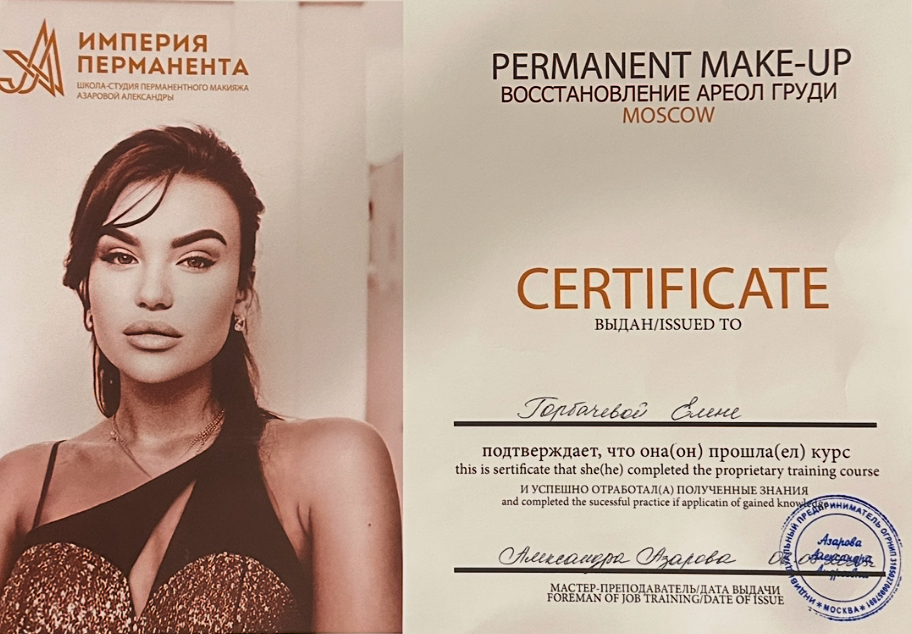 ИМПЕРИЯ
ПЕРМАНЕНТА
ШКОЛА-СТУДИЯ ПЕРМАНЕНТНОГО МАКИЯЖА
АЗАРОВОЙ АЛЕКСАНДРЫ
PERMANENT MAKE-UP
ВОССТАНОВЛЕНИЕ АРЕОЛ ГРУДИ
MOSCOW
CERTIFICATE
ВЫДАН/ISSUED TO
Горбачевой Елене
подтверждает, что она(он) прошла(ел) курс
this is sertificate that she(he) completed the proprietary training course
И УСПЕШНО ОТРАБОТАЛ(А) ПОЛУЧЕННЫЕ ЗНАНИЯ
and completed the sucessful practice if applicatin of gained knowledge
Александра Азарова
МАСТЕР-ПРЕПОДАВАТЕЛЬ/ДАТА ВЫДАЧИ
FOREMAN OF JOB TRAINING/DATE OF ISSUE
ИНДИВИДУАЛЬНЫЙ ПРЕДПРИНИМАТЕЛЬ
Азарова
Александра
МОСКВА